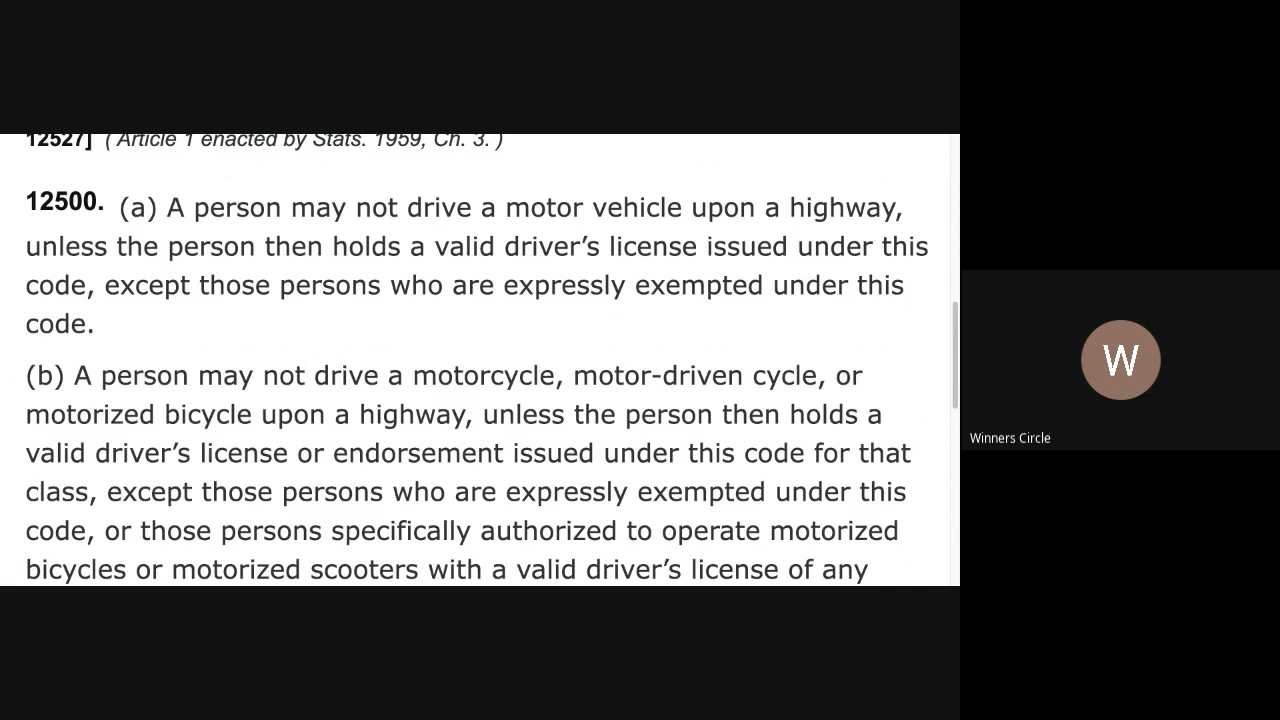 12527] ( Article 1 enacted by Stats. 1959, Ch. 3. )
12500. (a) A person may not drive a motor vehicle upon a highway,
unless the person then holds a valid driver’s license issued under this
code, except those persons who are expressly exempted under this
code.
(b) A person may not drive a motorcycle, motor-driven cycle, or
motorized bicycle upon a highway, unless the person then holds a
valid driver’s license or endorsement issued under this code for that
class, except those persons who are expressly exempted under this
code, or those persons specifically authorized to operate motorized
bicycles or motorized scooters with a valid driver’s license of any
W
Winners Circle